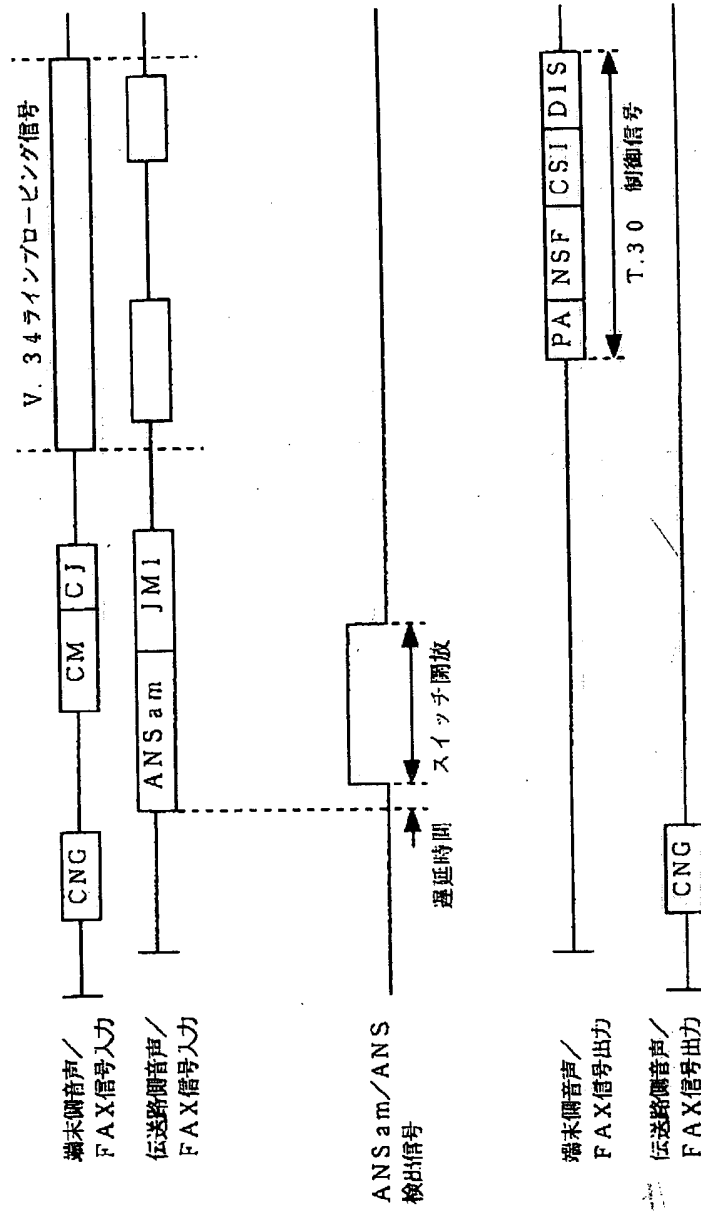 V. 34ラインプロービング信号
端末側音声／
FAX信号入力
CNG
CM
CJ
伝送路側音声／
FAX信号入力
ANSam
JM1
ANSam/ANS
検出信号
遅延時間
スイッチ開放
端末側音声／
FAX信号出力
PA
NSF
CSI
DIS
T.30 制御信号
伝送路側音声／
FAX信号出力
CNG